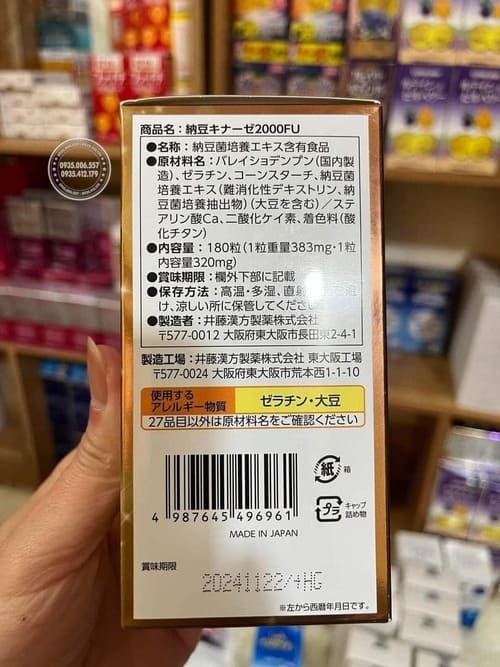 0935.006.557
0935.412.179
商品名：納豆キナーゼ2000FU
●名称：納豆菌培養エキス含有食品
●原材料名：バレイショデンプン(国内製
造)、ゼラチン、コーンスターチ、納豆菌
培養エキス(難消化性デキストリン、納
豆菌培養抽出物)(大豆を含む)／ステ
アリン酸Ca、二酸化ケイ素、着色料(酸
化チタン)
●内容量：180粒(1粒重量383mg・1粒
内容量320mg)
●賞味期限：欄外下部に記載
●保存方法：高温・多湿、直射
け、涼しい所に保管してくださ
●製造者：井藤漢方製薬株式会社
〒577-0012 大阪府東大阪市長田東2-4-1
製造工場：井藤漢方製薬株式会社 東大阪工場
〒577-0024 大阪府東大阪市荒本西1-1-10
使用する
アレルギー物質
ゼラチン・大豆
27品目以外は原材料名をご確認ください
紙 箱
プラ キャップ
詰め物
4 987645 496961
MADE IN JAPAN
賞味期限
20241122/4HG
※左から西暦年月日です。